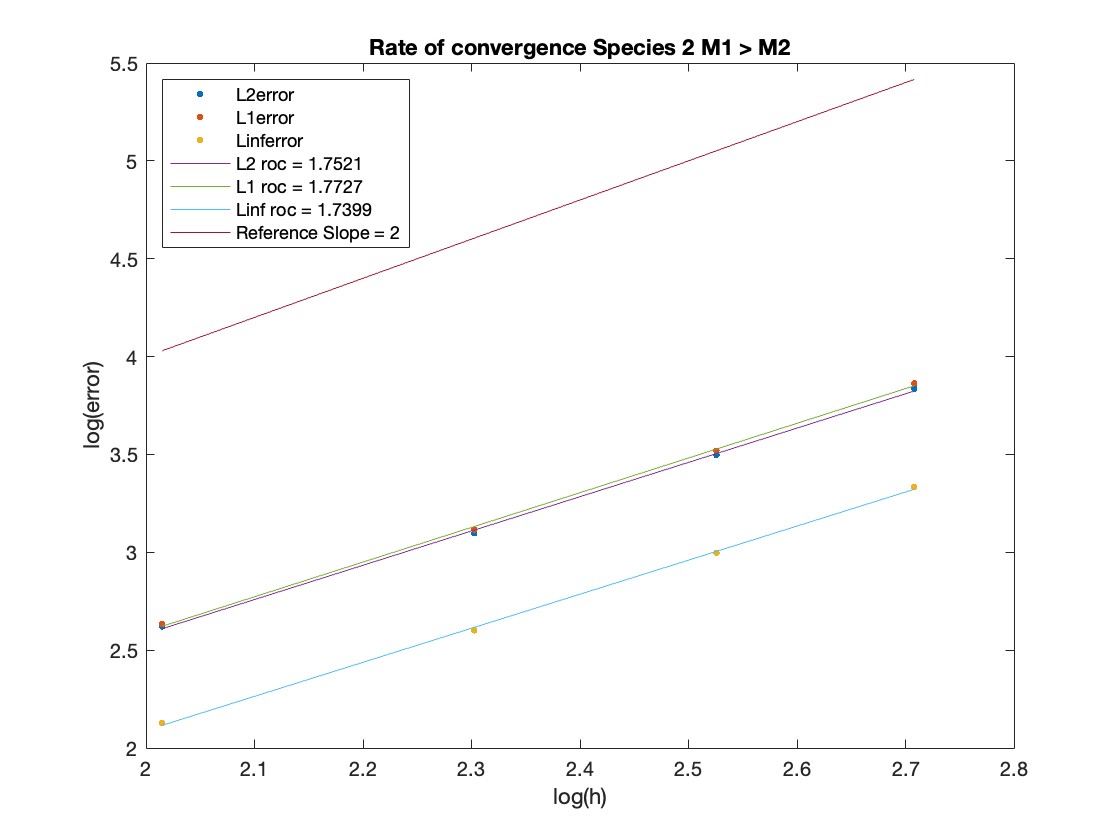 Rate of convergence Species 2 M1 > M2
5.5
5
4.5
4
3.5
3
2.5
2
log(error)
L2error
L1error
Linferror
L2 roc = 1.7521
L1 roc = 1.7727
Linf roc = 1.7399
Reference Slope = 2
2
2.1
2.2
2.3
2.4
2.5
2.6
2.7
2.8
log(h)